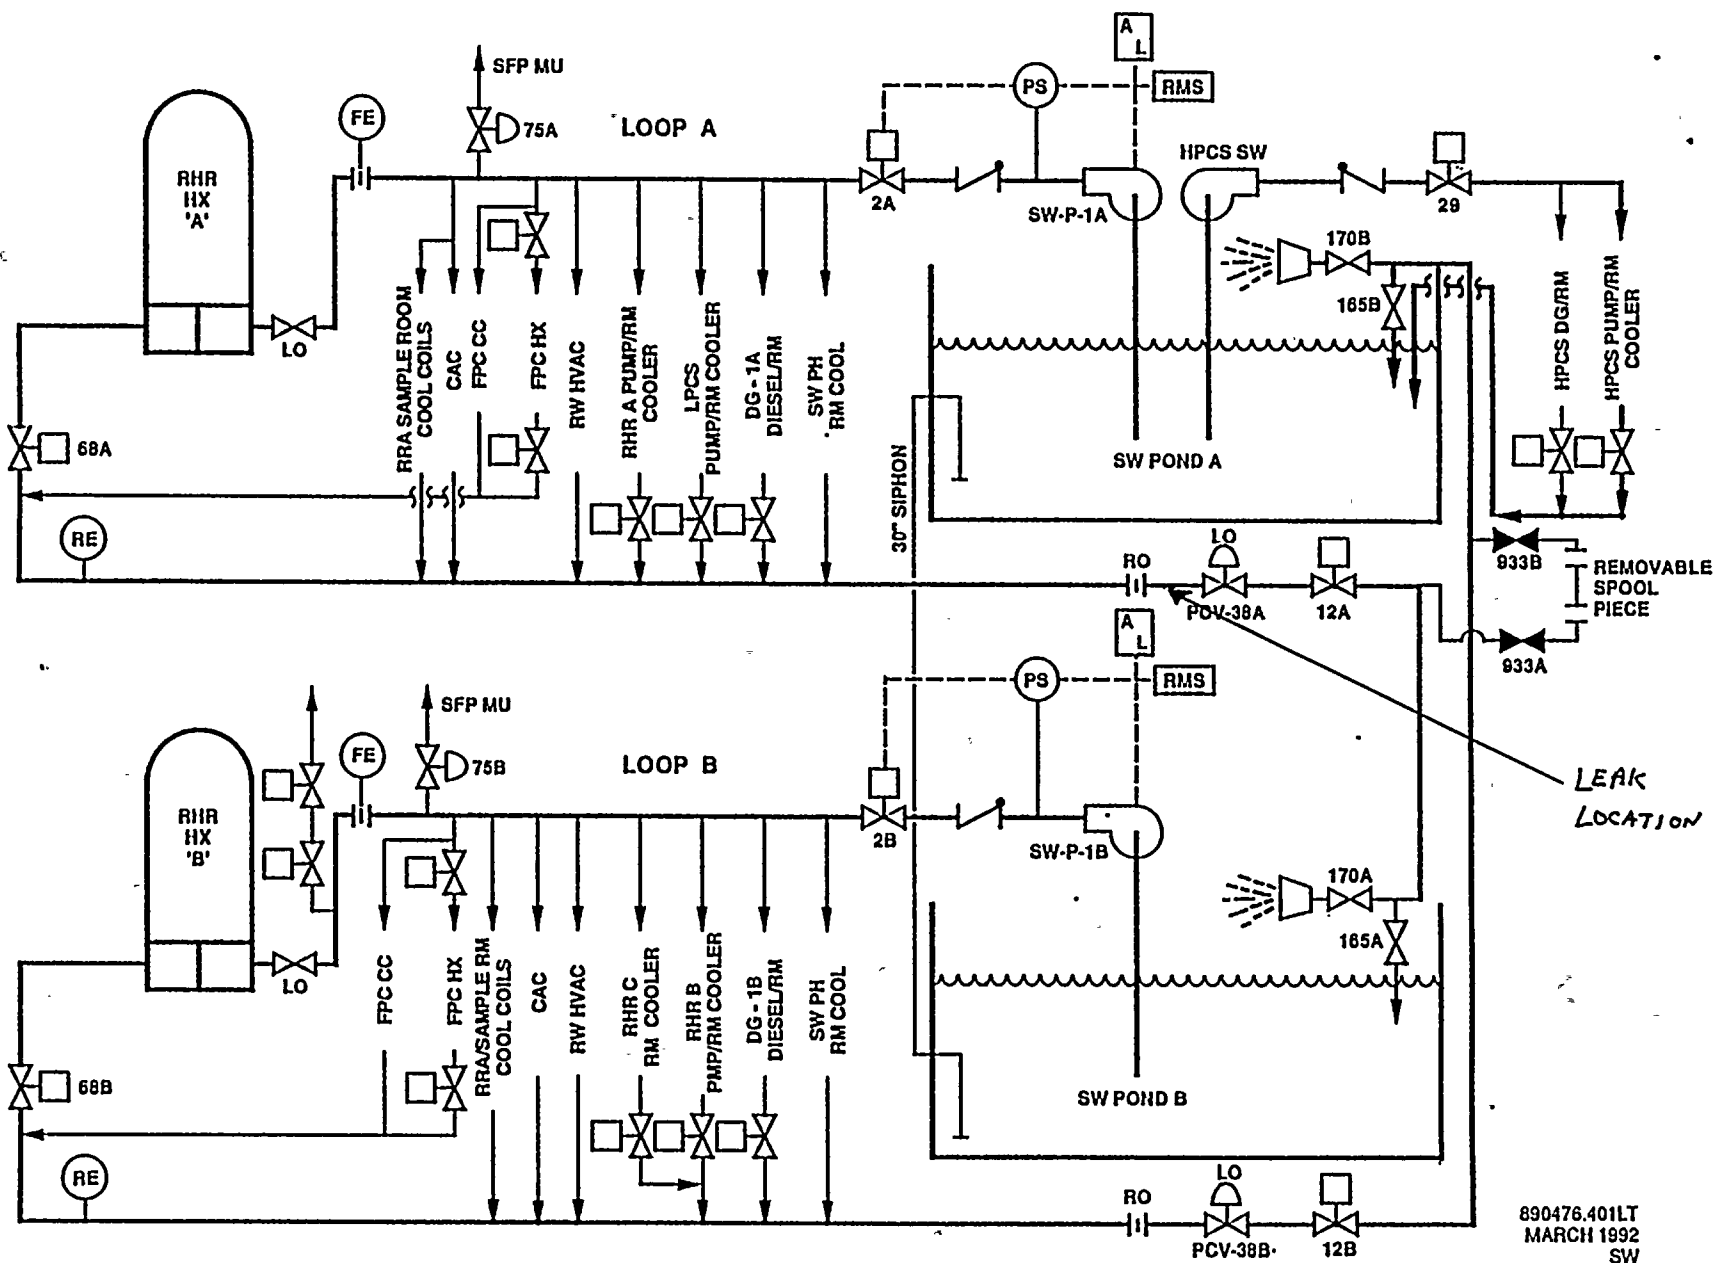 A
L
SFP MU
PS
RMS
FE
75A
LOOP A
HPCS SW
RHR
HX
'A'
2A
SW-P-1A
29
170B
165B
LO
RRA SAMPLE ROOM
COOL COILS
CAC
FPC CC
FPC HX
RW HVAC
RHR A PUMP/RM
COOLER
LPCS
PUMP/RM COOLER
DG - 1A
DIESEL/RM
SW PH
RM COOL
HPCS DG/RM
HPCS PUMP/RM
COOLER
68A
SW POND A
30" SIPHON
RE
RO
LO
PCV-38A
12A
933B
REMOVABLE
SPOOL
PIECE
933A
A
L
PS
RMS
SFP MU
FE
75B
LOOP B
2B
SW-P-1B
LEAK
LOCATION
RHR
HX
'B'
170A
165A
LO
FPC CC
FPC HX
RRA/SAMPLE RM
COOL COILS
CAC
RW HVAC
RHR C
RM COOLER
RHR B
PMP/RM COOLER
DG - 1B
DIESEL/RM
SW PH
RM COOL
68B
SW POND B
RE
RO
LO
PCV-38B
12B
890476.401LT
MARCH 1992
SW